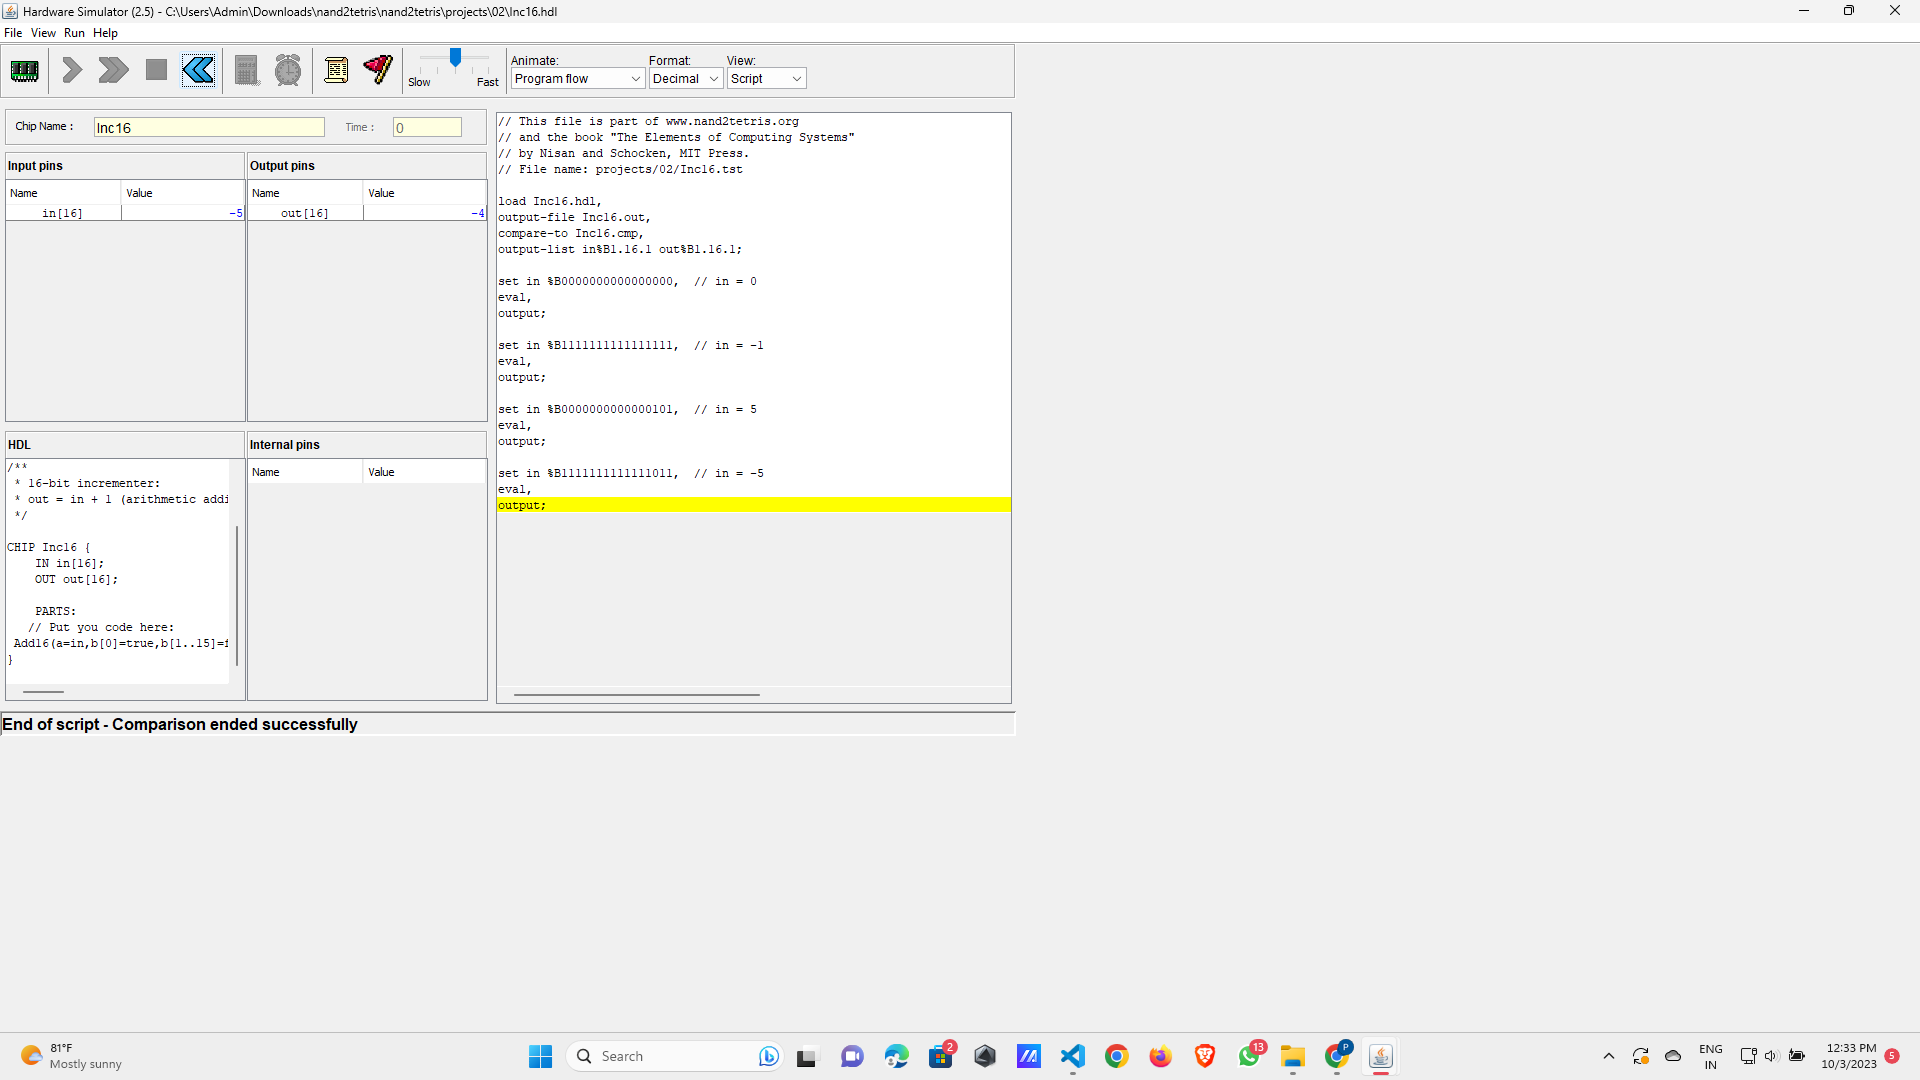 Hardware Simulator (2.5) - C:\Users\Admin\Downloads\nand2tetris\nand2tetris\projects\02\Inc16.hdl
File View Run Help
Slow Fast
Animate: Format: View:
Program flow Decimal Script
Chip Name : Inc16 Time : 0
Input pins
Name Value
in[16] -5
Output pins
Name Value
out[16] -4
HDL
/**
* 16-bit incrementer:
* out = in + 1 (arithmetic addi
*/
CHIP Inc16 {
IN in[16];
OUT out[16];
PARTS:
// Put you code here:
Add16(a=in,b[0]=true,b[1..15]=f
}
Internal pins
Name Value
// This file is part of www.nand2tetris.org
// and the book "The Elements of Computing Systems"
// by Nisan and Schocken, MIT Press.
// File name: projects/02/Inc16.tst
load Inc16.hdl,
output-file Inc16.out,
compare-to Inc16.cmp,
output-list in%B1.16.1 out%B1.16.1;
set in %B0000000000000000,  // in = 0
eval,
output;
set in %B1111111111111111,  // in = -1
eval,
output;
set in %B0000000000000101,  // in = 5
eval,
output;
set in %B1111111111111011,  // in = -5
eval,
output;
End of script - Comparison ended successfully
81°F
Mostly sunny
Search
2
13
P
ENG
IN
12:33 PM
10/3/2023
5